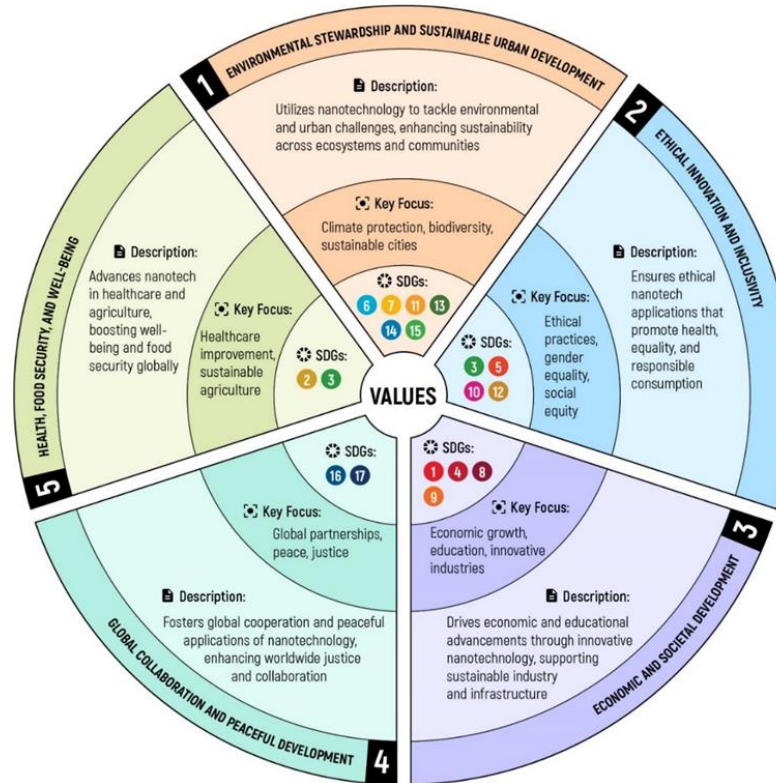 1
ENVIRONMENTAL STEWARDSHIP AND SUSTAINABLE URBAN DEVELOPMENT
Description:
Utilizes nanotechnology to tackle environmental
and urban challenges, enhancing sustainability
across ecosystems and communities
Key Focus:
Climate protection, biodiversity,
sustainable cities
SDGs:
6 7 11 13
14 15
2
ETHICAL INNOVATION AND INCLUSIVITY
Description:
Ensures ethical
nanotech
applications that
promote health,
equality, and
responsible
consumption
Key Focus:
Ethical
practices,
gender
equality,
social
equity
SDGs:
3 5
10 12
3
ECONOMIC AND SOCIETAL DEVELOPMENT
SDGs:
1 4 8
9
Key Focus:
Economic growth,
education, innovative
industries
Description:
Drives economic and educational
advancements through innovative
nanotechnology, supporting
sustainable industry
and infrastructure
4
GLOBAL COLLABORATION AND PEACEFUL DEVELOPMENT
SDGs:
16 17
Key Focus:
Global partnerships,
peace, justice
Description:
Fosters global cooperation and peaceful
applications of nanotechnology,
enhancing worldwide justice
and collaboration
5
HEALTH, FOOD SECURITY, AND WELL-BEING
Description:
Advances nanotech
in healthcare and
agriculture,
boosting well-
being and food
security globally
Key Focus:
Healthcare
improvement,
sustainable
agriculture
SDGs:
2 3
VALUES